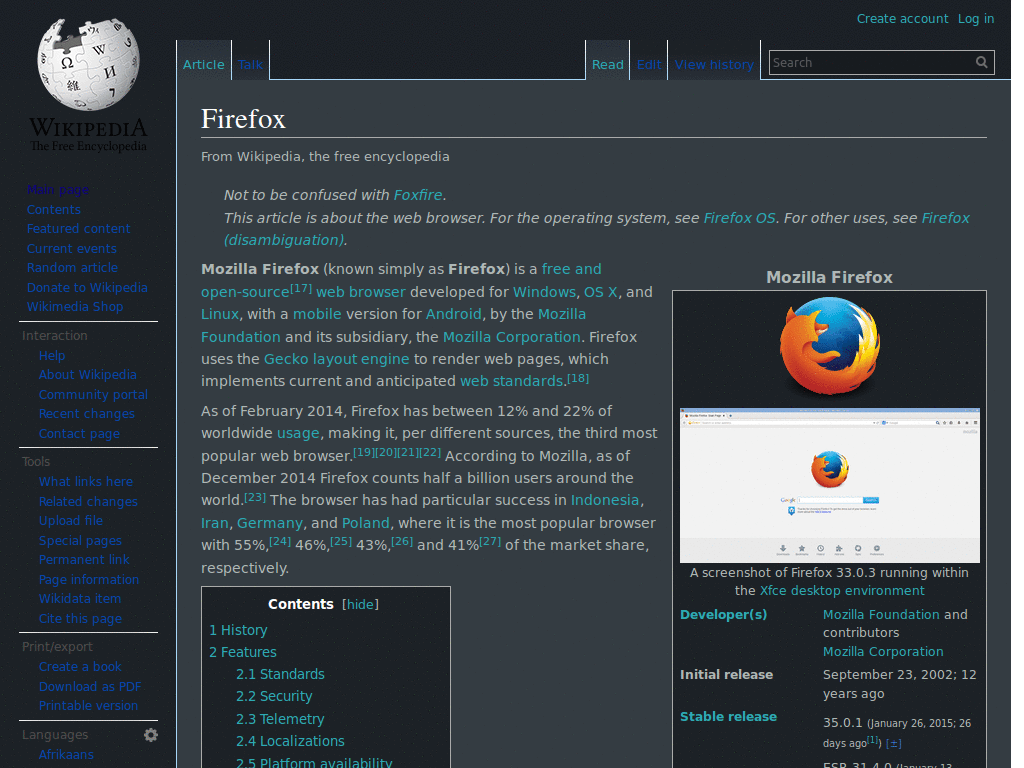 Create account Log in
Article Talk Read Edit View history Search
WIKIPEDIA
The Free Encyclopedia
Main page
Contents
Featured content
Current events
Random article
Donate to Wikipedia
Wikimedia Shop
Interaction
Help
About Wikipedia
Community portal
Recent changes
Contact page
Tools
What links here
Related changes
Upload file
Special pages
Permanent link
Page information
Wikidata item
Cite this page
Print/export
Create a book
Download as PDF
Printable version
Languages
Afrikaans
Firefox
From Wikipedia, the free encyclopedia
Not to be confused with Foxfire.
This article is about the web browser. For the operating system, see Firefox OS. For other uses, see Firefox
(disambiguation).
Mozilla Firefox (known simply as Firefox) is a free and
open-source[17] web browser developed for Windows, OS X, and
Linux, with a mobile version for Android, by the Mozilla
Foundation and its subsidiary, the Mozilla Corporation. Firefox
uses the Gecko layout engine to render web pages, which
implements current and anticipated web standards.[18]
As of February 2014, Firefox has between 12% and 22% of
worldwide usage, making it, per different sources, the third most
popular web browser.[19][20][21][22] According to Mozilla, as of
December 2014 Firefox counts half a billion users around the
world.[23] The browser has had particular success in Indonesia,
Iran, Germany, and Poland, where it is the most popular browser
with 55%,[24] 46%,[25] 43%,[26] and 41%[27] of the market share,
respectively.
Contents [hide]
1 History
2 Features
2.1 Standards
2.2 Security
2.3 Telemetry
2.4 Localizations
2.5 Platform availability
Mozilla Firefox
A screenshot of Firefox 33.0.3 running within
the Xfce desktop environment
Developer(s) Mozilla Foundation and
contributors
Mozilla Corporation
Initial release September 23, 2002; 12
years ago
Stable release 35.0.1 (January 26, 2015; 26
days ago[1]) [±]
ESR 31.4.0 (January 13,